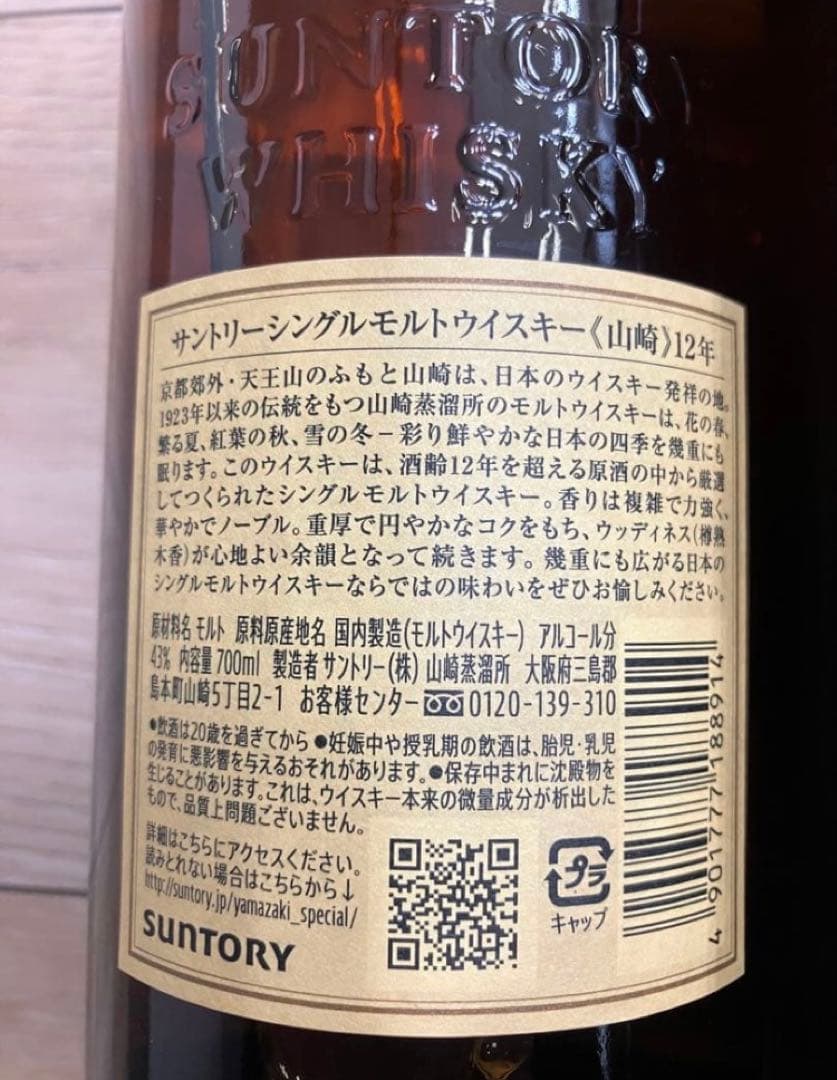 SUNTORY
WHISKY
サントリーシングルモルトウイスキー《山崎》12年
京都郊外・天王山のふもと山崎は、日本のウイスキー発祥の地。
1923年以来の伝統をもつ山崎蒸溜所のモルトウイスキーは、花の春、
繁る夏、紅葉の秋、雪の冬－彩り鮮やかな日本の四季を幾重にも
眠ります。このウイスキーは、酒齢12年を超える原酒の中から厳選
してつくられたシングルモルトウイスキー。香りは複雑で力強く、
華やかでノーブル。重厚で円やかなコクをもち、ウッディネス（樽熟
木香）が心地よい余韻となって続きます。幾重にも広がる日本の
シングルモルトウイスキーならではの味わいをぜひお愉しみください。
原材料名 モルト 原料原産地名 国内製造（モルトウイスキー） アルコール分
43% 内容量 700ml 製造者 サントリー（株） 山崎蒸溜所 大阪府三島郡
島本町山崎5丁目2-1 お客様センター 0120-139-310
●飲酒は20歳を過ぎてから ●妊娠中や授乳期の飲酒は、胎児・乳児
の発育に悪影響を与えるおそれがあります。●保存中まれに沈殿物を
生じることがあります。これは、ウイスキー本来の微量成分が析出した
もので、品質上問題ございません。
詳細はこちらにアクセスください。
読みとれない場合はこちらから↓
http://suntory.jp/yamazaki_special/
SUNTORY
プラ
キャップ
4 901777 188914